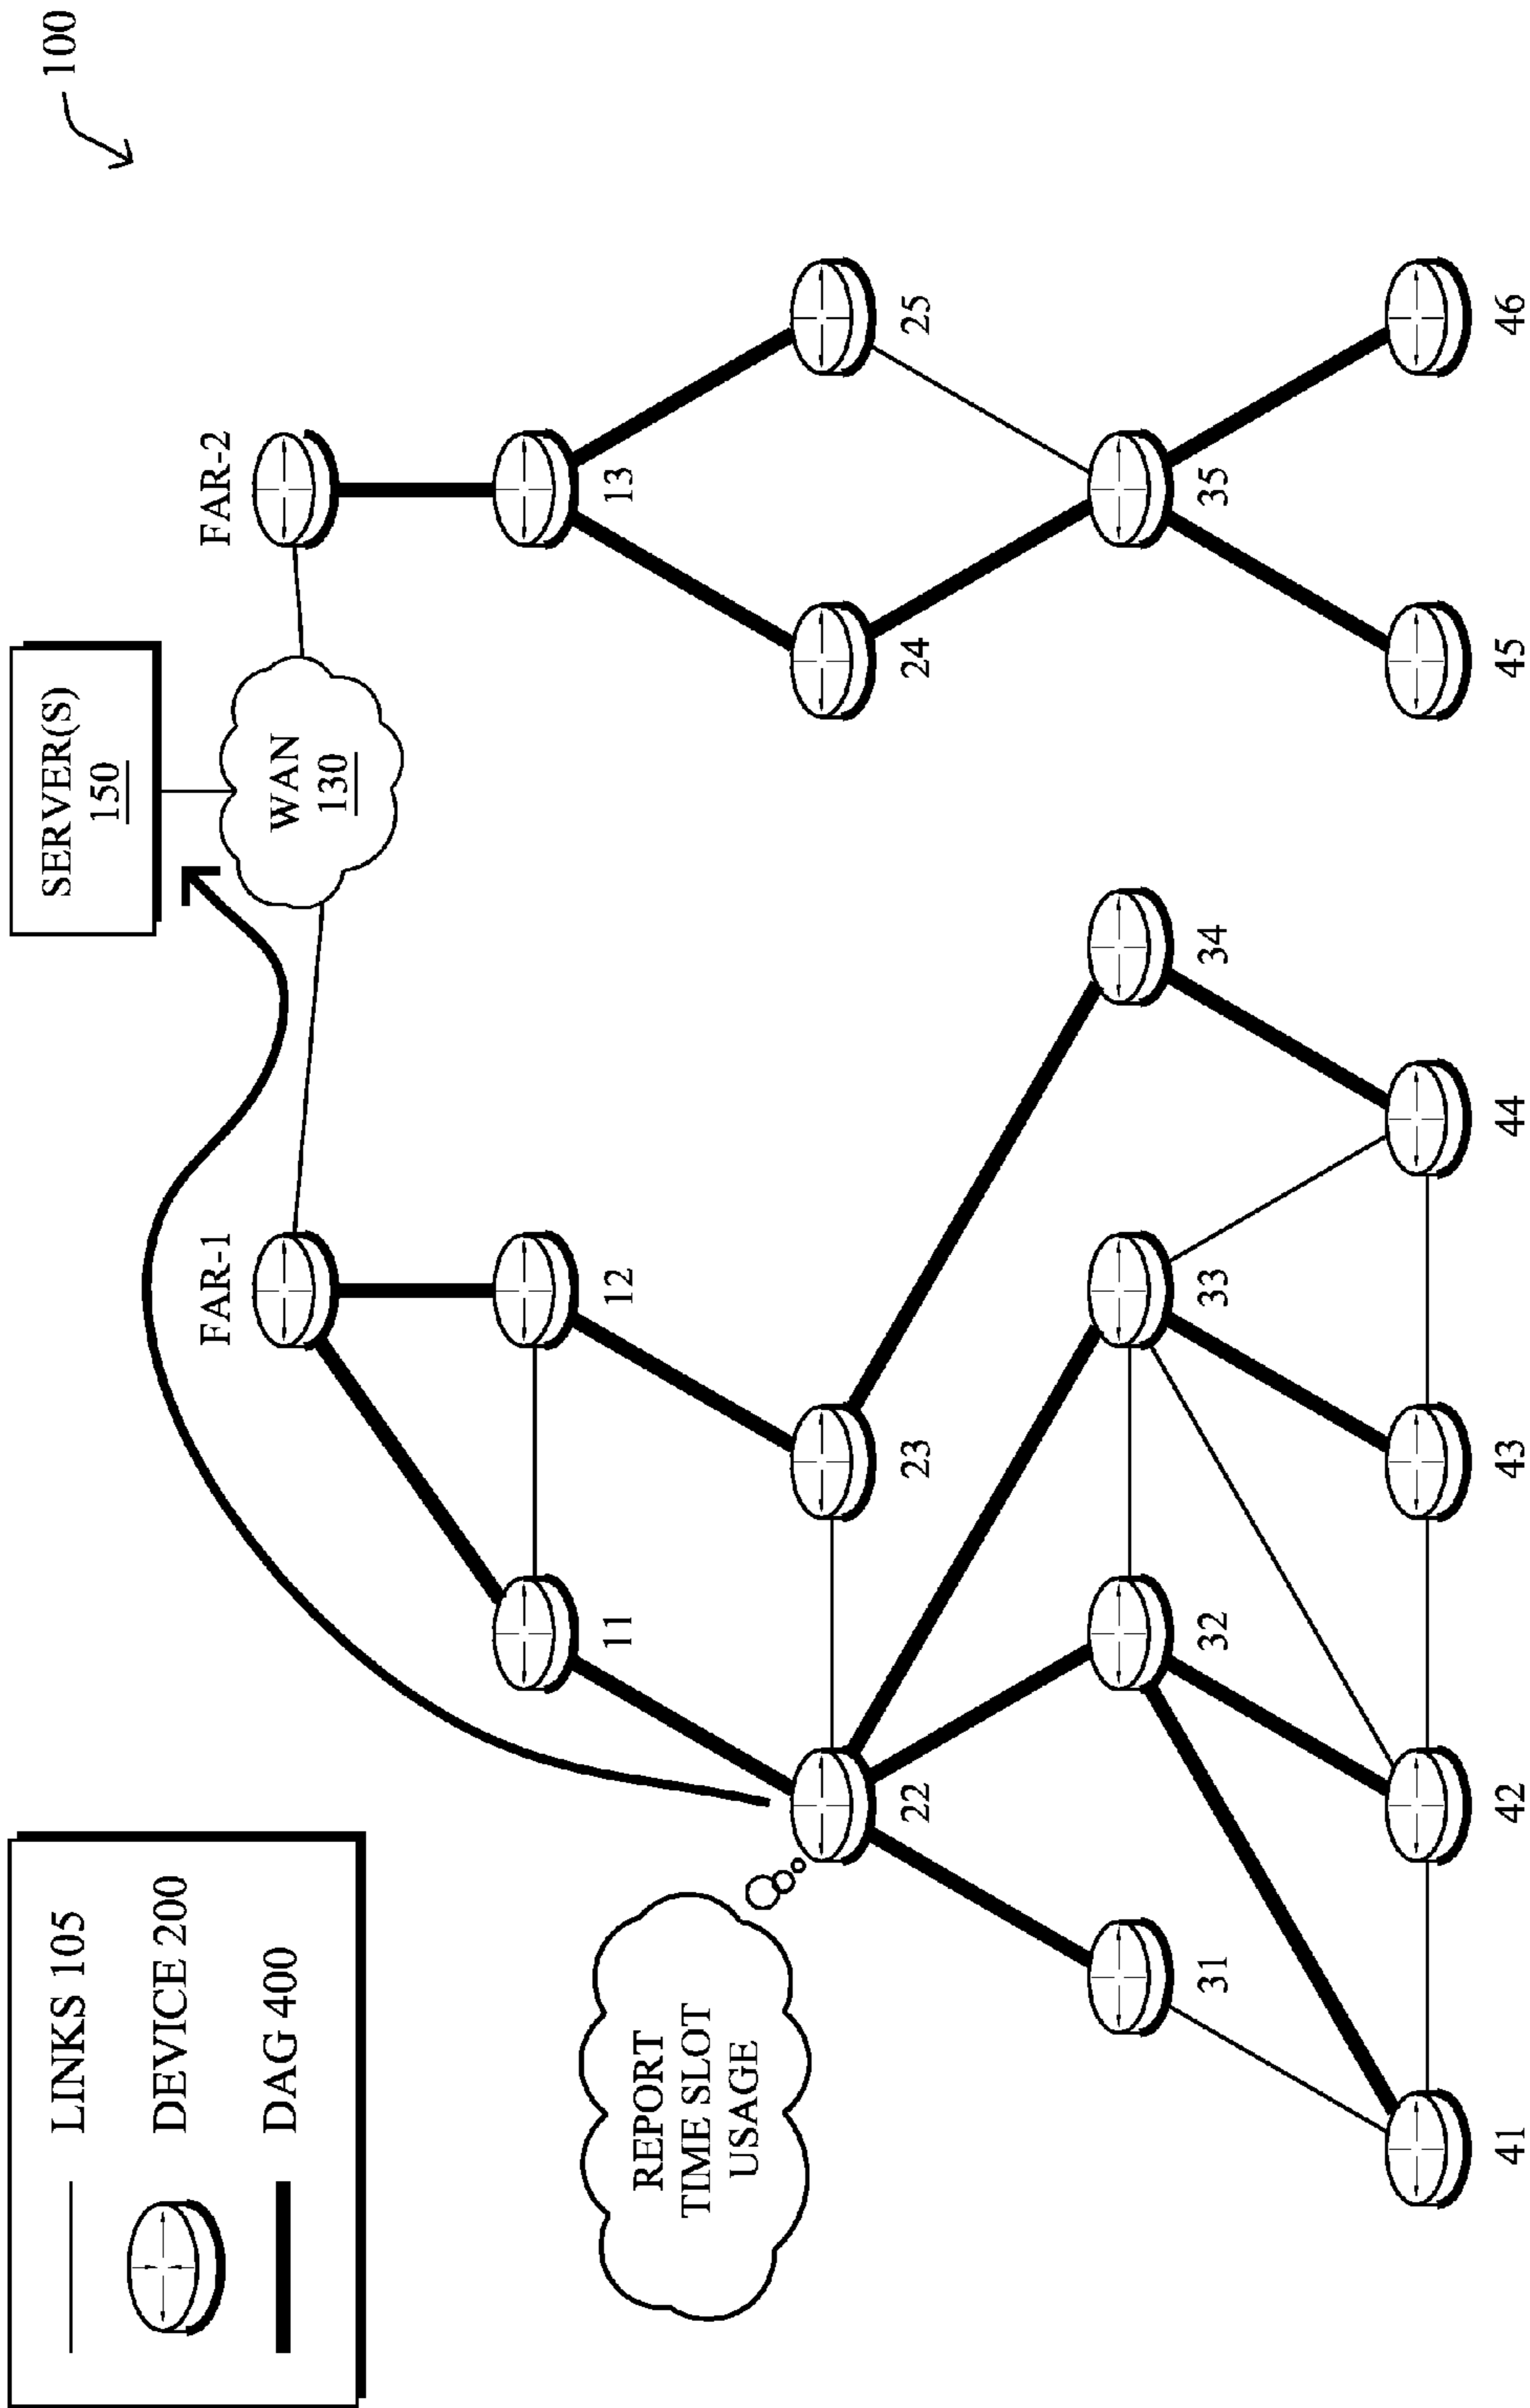 100
LINKS 105
DEVICE 200
DAG 400
SERVER(S)
150
WAN
130
FAR-1
FAR-2
11
12
13
REPORT
TIME SLOT
USAGE
22
23
24
25
31
32
33
34
35
41
42
43
44
45
46